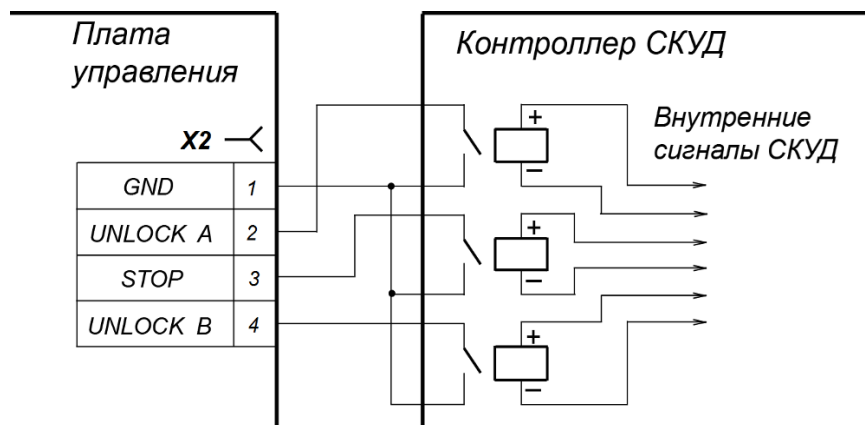 Плата
управления
Контроллер СКУД
Внутренние
сигналы СКУД
X2
GND 1
UNLOCK A 2
STOP 3
UNLOCK B 4
+
−
+
−
+
−